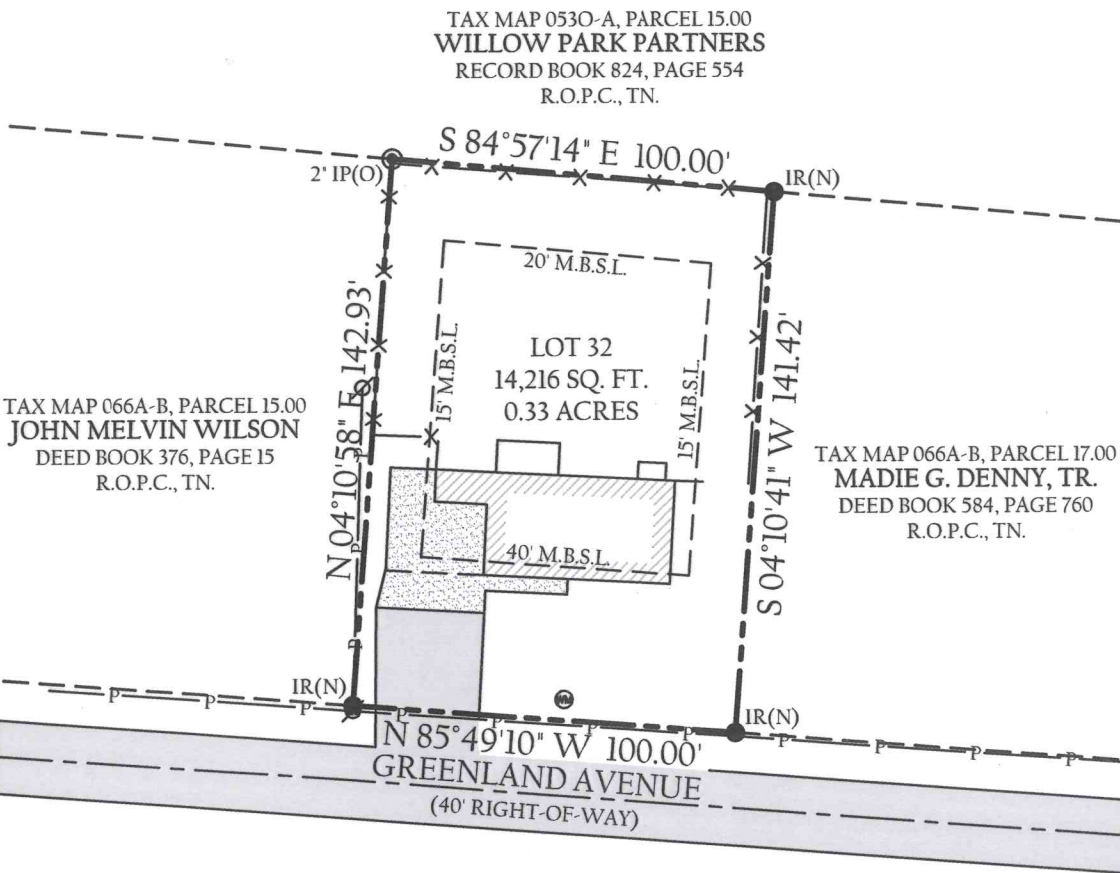 TAX MAP 053O-A, PARCEL 15.00
WILLOW PARK PARTNERS
RECORD BOOK 824, PAGE 554
R.O.P.C., TN.
S 84°57'14" E 100.00'
2" IP(O)
IR(N)
20' M.B.S.L.
N 04°10'58" E 142.93'
15' M.B.S.L.
LOT 32
14,216 SQ. FT.
0.33 ACRES
15' M.B.S.L.
S 04°10'41" W 141.42'
TAX MAP 066A-B, PARCEL 15.00
JOHN MELVIN WILSON
DEED BOOK 376, PAGE 15
R.O.P.C., TN.
TAX MAP 066A-B, PARCEL 17.00
MADIE G. DENNY, TR.
DEED BOOK 584, PAGE 760
R.O.P.C., TN.
40' M.B.S.L.
P
P
P
IR(N)
WM
IR(N)
P P P P P P P P P P P
N 85°49'10" W 100.00'
GREENLAND AVENUE
(40' RIGHT-OF-WAY)